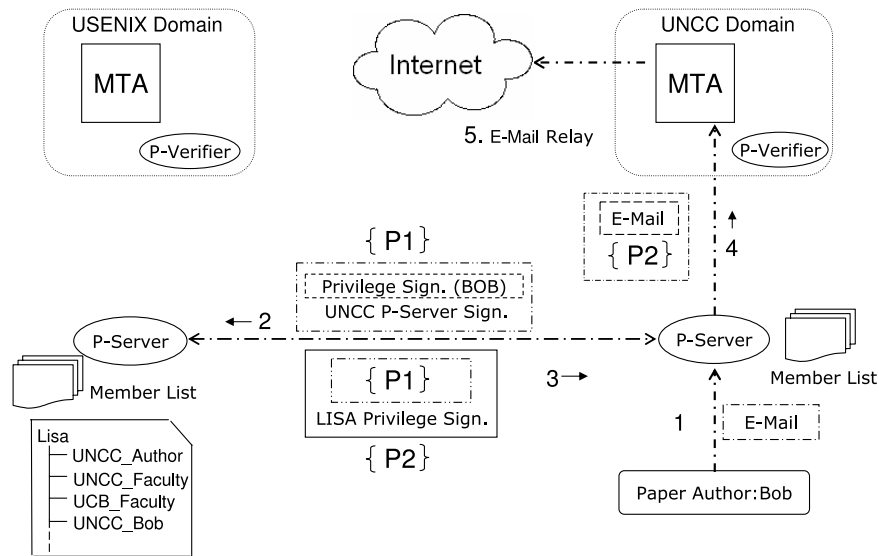 USENIX Domain
MTA
P-Verifier
Internet
5. E-Mail Relay
UNCC Domain
MTA
P-Verifier
E-Mail
{ P2 }
4
{ P1 }
Privilege Sign. (BOB)
UNCC P-Server Sign.
2
P-Server
Member List
{ P1 }
LISA Privilege Sign.
{ P2 }
3
P-Server
Member List
Lisa
UNCC_Author
UNCC_Faculty
UCB_Faculty
UNCC_Bob
1
E-Mail
Paper Author:Bob